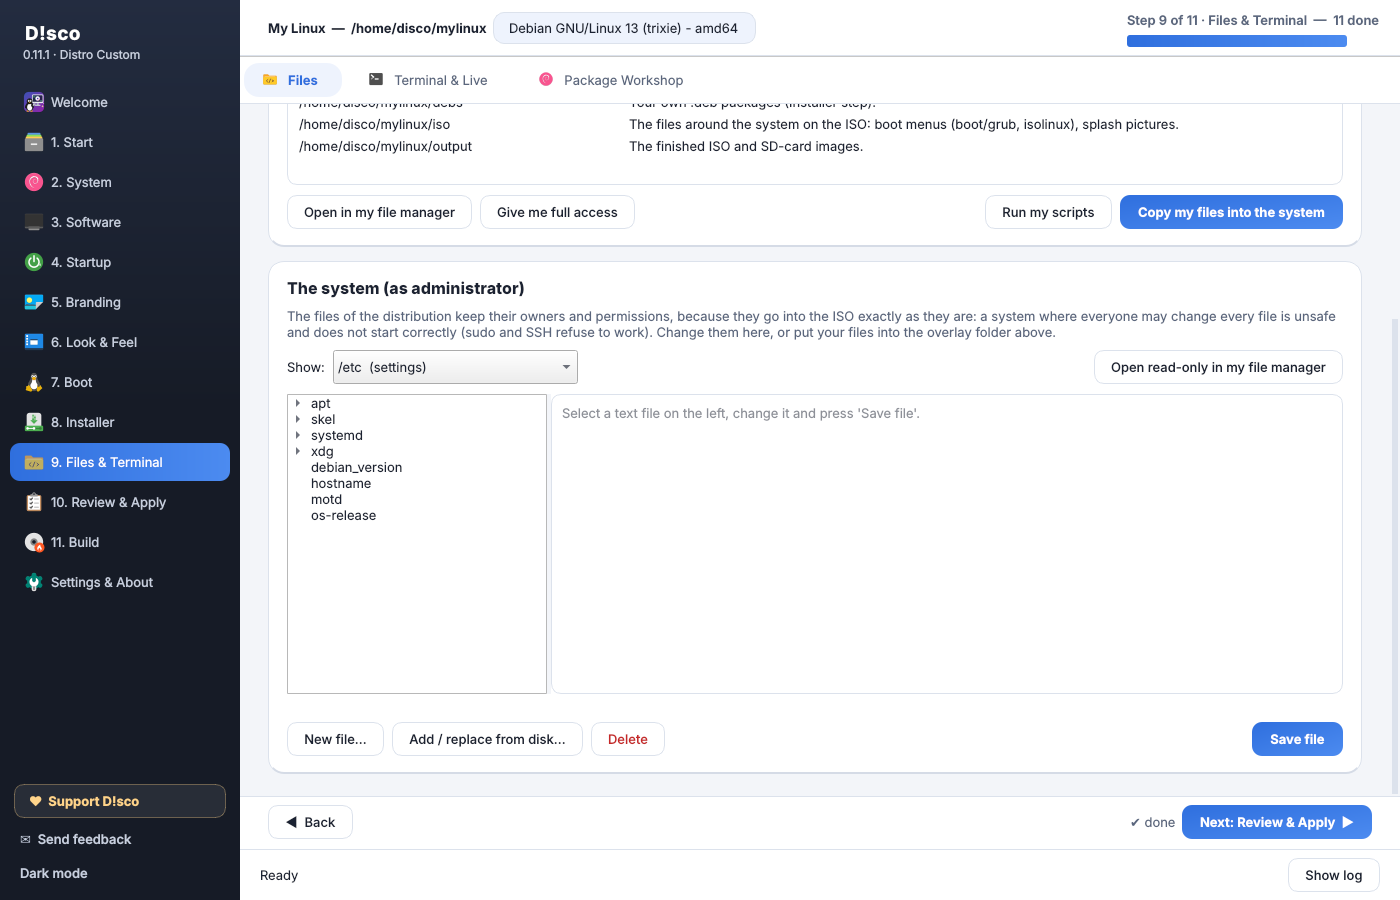 D!sco
0.11.1 · Distro Custom
Welcome
1. Start
2. System
3. Software
4. Startup
5. Branding
6. Look & Feel
7. Boot
8. Installer
9. Files & Terminal
10. Review & Apply
11. Build
Settings & About
Support D!sco
Send feedback
Dark mode
My Linux — /home/disco/mylinux
Debian GNU/Linux 13 (trixie) - amd64
Step 9 of 11 · Files & Terminal — 11 done
Files
Terminal & Live
Package Workshop
/home/disco/mylinux/debs Your own .deb packages (installer step).
/home/disco/mylinux/iso The files around the system on the ISO: boot menus (boot/grub, isolinux), splash pictures.
/home/disco/mylinux/output The finished ISO and SD-card images.
Open in my file manager
Give me full access
Run my scripts
Copy my files into the system
The system (as administrator)
The files of the distribution keep their owners and permissions, because they go into the ISO exactly as they are: a system where everyone may change every file is unsafe
and does not start correctly (sudo and SSH refuse to work). Change them here, or put your files into the overlay folder above.
Show: /etc (settings)
Open read-only in my file manager
apt
skel
systemd
xdg
debian_version
hostname
motd
os-release
Select a text file on the left, change it and press 'Save file'.
New file...
Add / replace from disk...
Delete
Save file
◀ Back
✔ done
Next: Review & Apply ▶
Ready
Show log